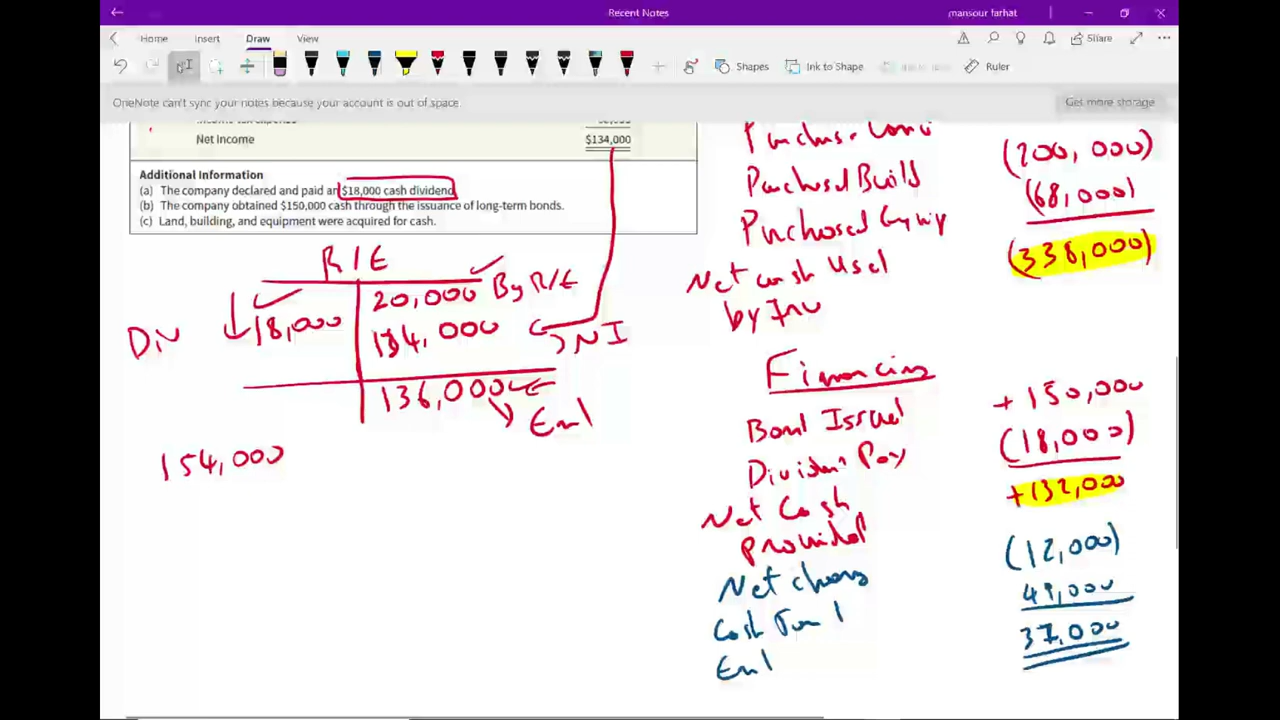 Recent Notes
mansour farhat
Home
Insert
Draw
View
Share
Shapes
Ink to Shape
Ruler
OneNote can't sync your notes because your account is out of space.
Get more storage
Net Income $134,000
Additional Information
(a) The company declared and paid an $18,000 cash dividend.
(b) The company obtained $150,000 cash through the issuance of long-term bonds.
(c) Land, building, and equipment were acquired for cash.
R/E
20,000 By R/E
Div 18,000
134,000 NI
136,000
End
154,000
(200,000)
Purchased Build (68,000)
Purchased Equip
Net cash Used (338,000)
by Inv
Financing
Bond Issued +150,000
Dividend Pay (18,000)
Net Cash +132,000
provided
Net chang (12,000)
Cash Jan 1 49,000
End 37,000